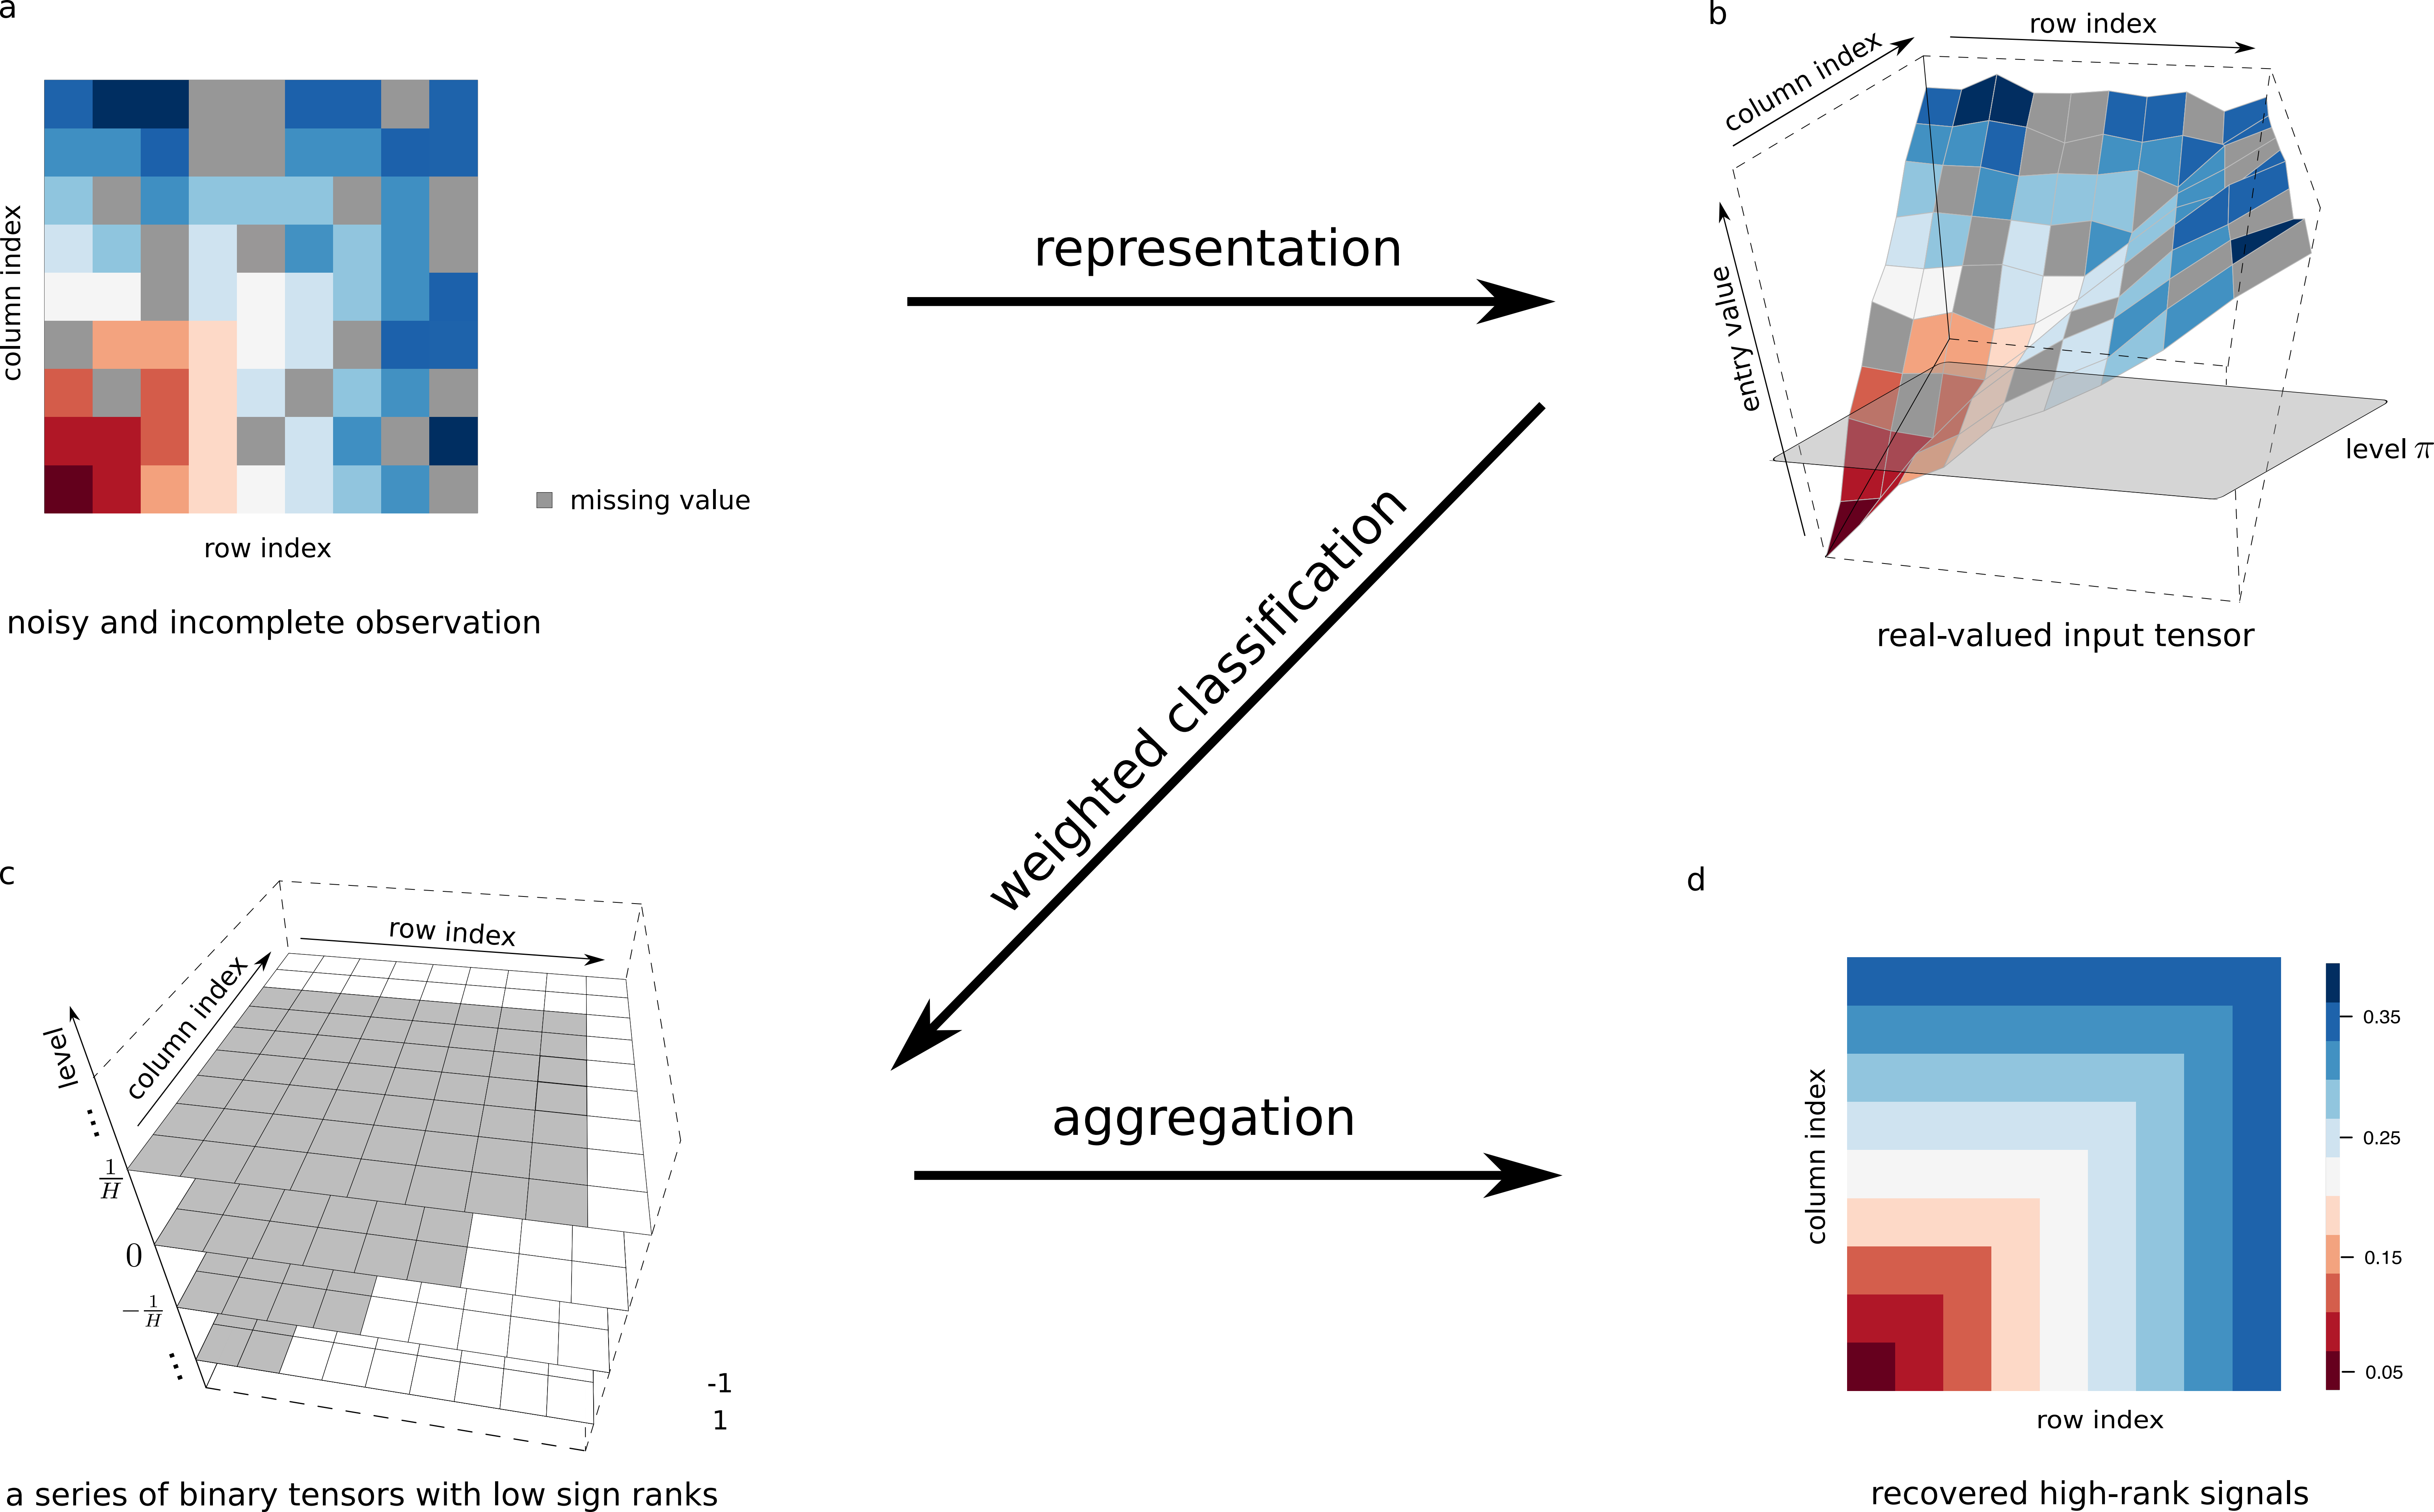 a
column index
row index
missing value
noisy and incomplete observation
representation
b
column index
row index
entry value
level π
real-valued input tensor
weighted classification
c
row index
column index
level
...
1/H
0
−1/H
...
-1
1
a series of binary tensors with low sign ranks
aggregation
d
column index
row index
0.35
0.25
0.15
0.05
recovered high-rank signals